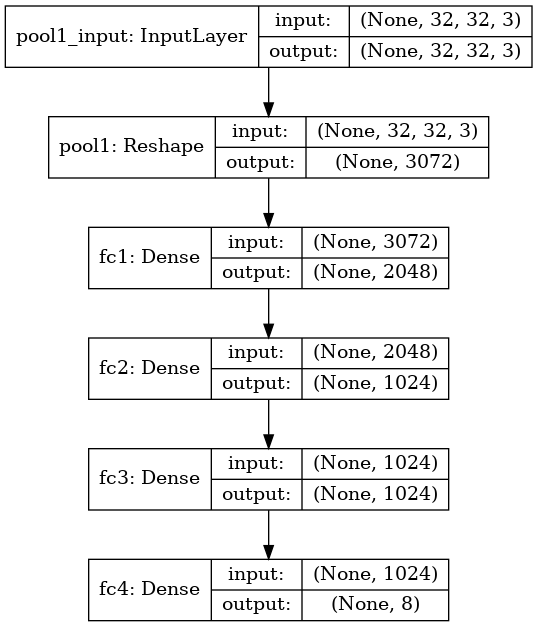 pool1_input: InputLayer
input: (None, 32, 32, 3)
output: (None, 32, 32, 3)
pool1: Reshape
input: (None, 32, 32, 3)
output: (None, 3072)
fc1: Dense
input: (None, 3072)
output: (None, 2048)
fc2: Dense
input: (None, 2048)
output: (None, 1024)
fc3: Dense
input: (None, 1024)
output: (None, 1024)
fc4: Dense
input: (None, 1024)
output: (None, 8)